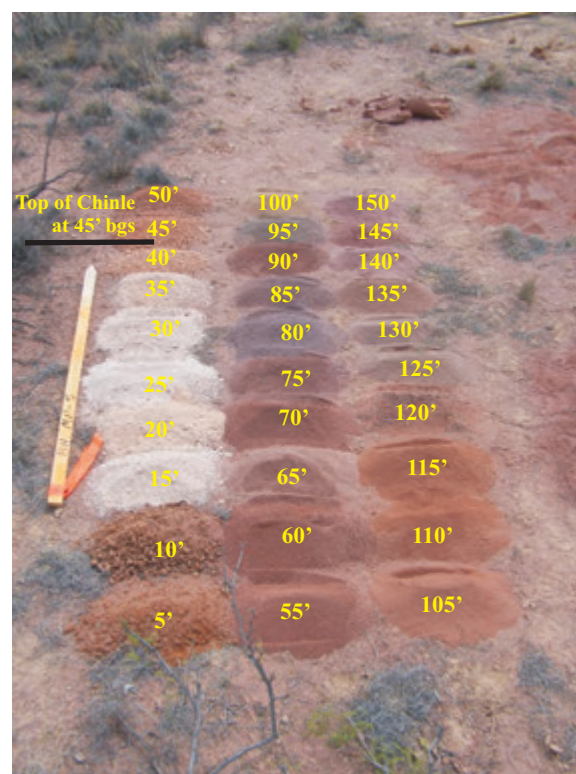 50’ 100’ 150’
Top of Chinle
at 45’ bgs
45’ 95’ 145’
40’ 90’ 140’
35’ 85’ 135’
30’ 80’ 130’
25’ 75’ 125’
20’ 70’ 120’
15’ 65’ 115’
10’ 60’ 110’
5’ 55’ 105’